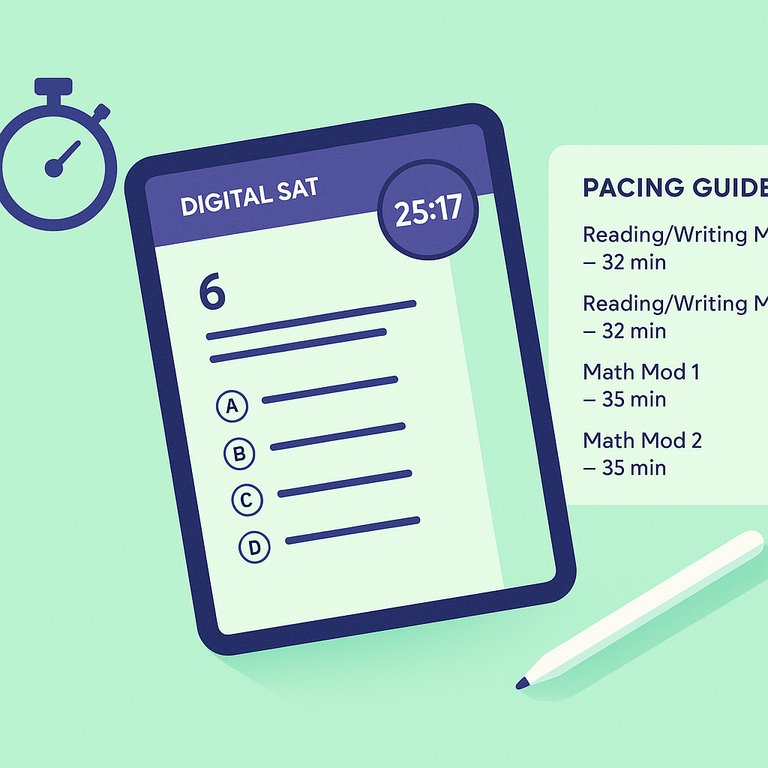 DIGITAL SAT
25:17
6
A
B
C
D
PACING GUIDE
Reading/Writing M
– 32 min
Reading/Writing M
– 32 min
Math Mod 1
– 35 min
Math Mod 2
– 35 min